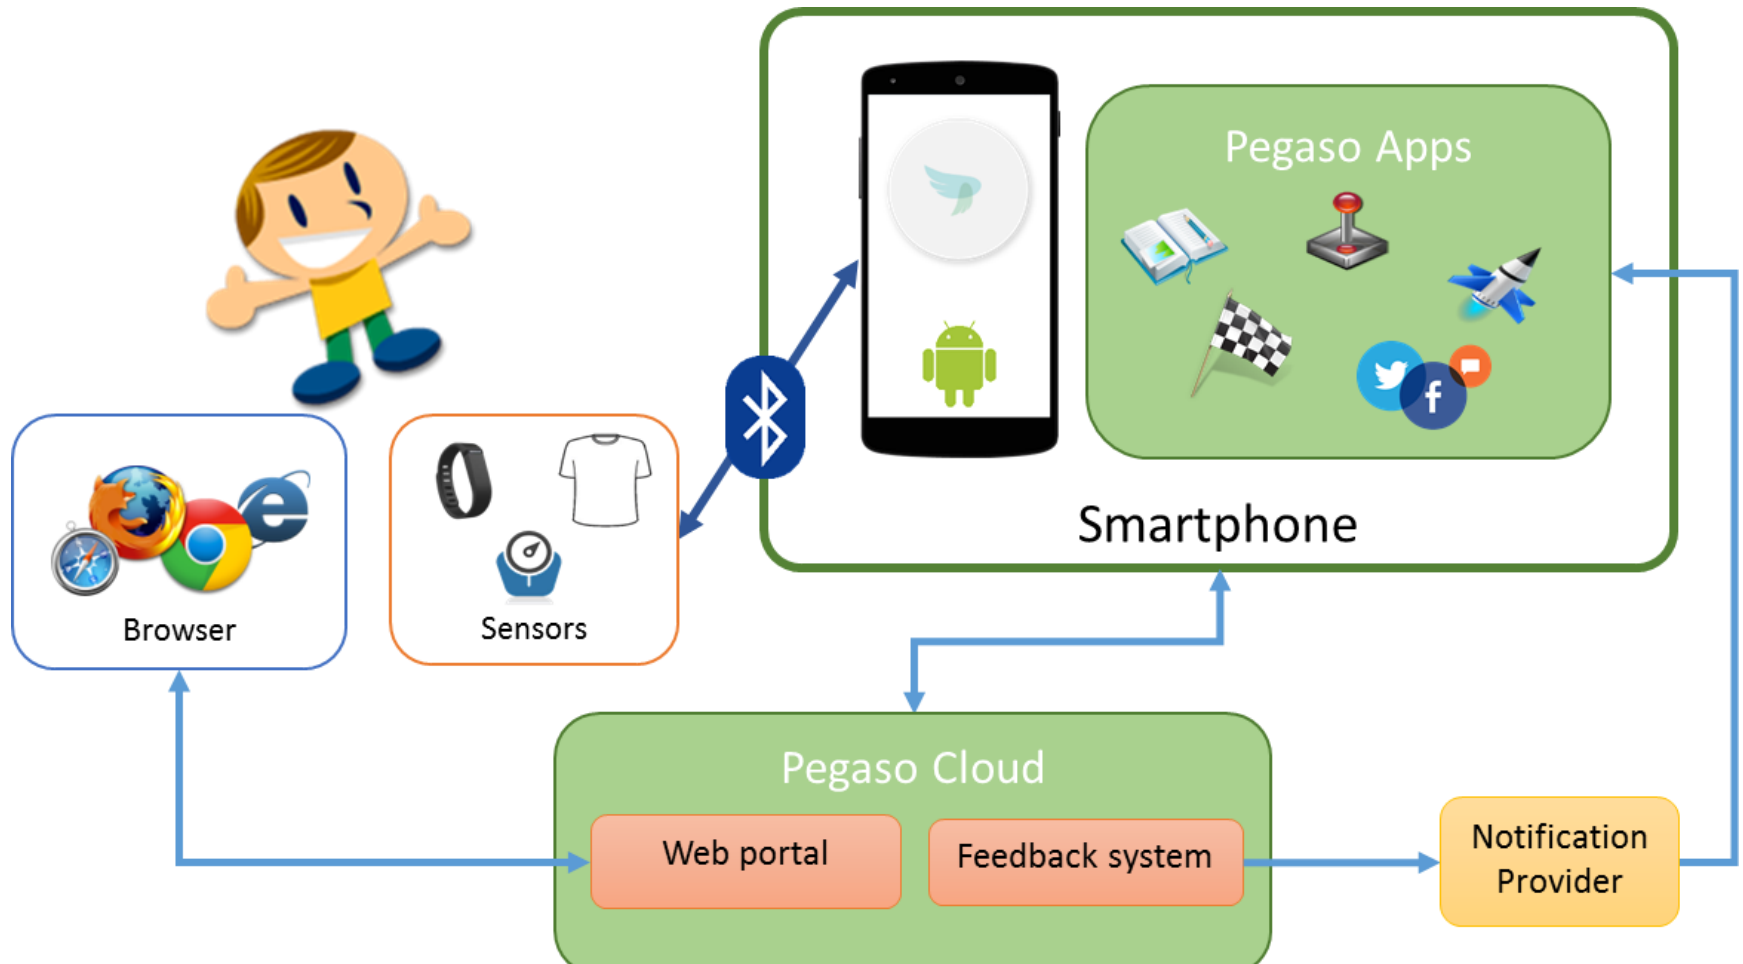 Pegaso Apps
Smartphone
Browser
Sensors
Pegaso Cloud
Web portal
Feedback system
Notification
Provider